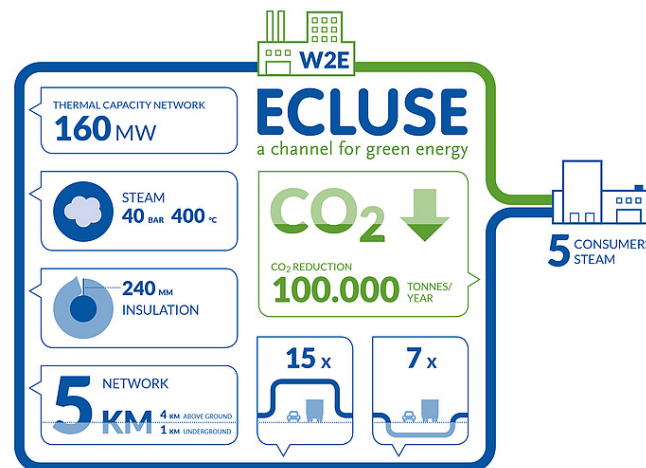 W2E
ECLUSE
a channel for green energy
THERMAL CAPACITY NETWORK
160 MW
STEAM
40 BAR 400 °C
240 MM
INSULATION
5 KM
NETWORK
4 KM ABOVE GROUND
1 KM UNDERGROUND
CO2
CO2 REDUCTION
100.000 TONNES/
YEAR
15 x
7 x
5 CONSUMERS
STEAM